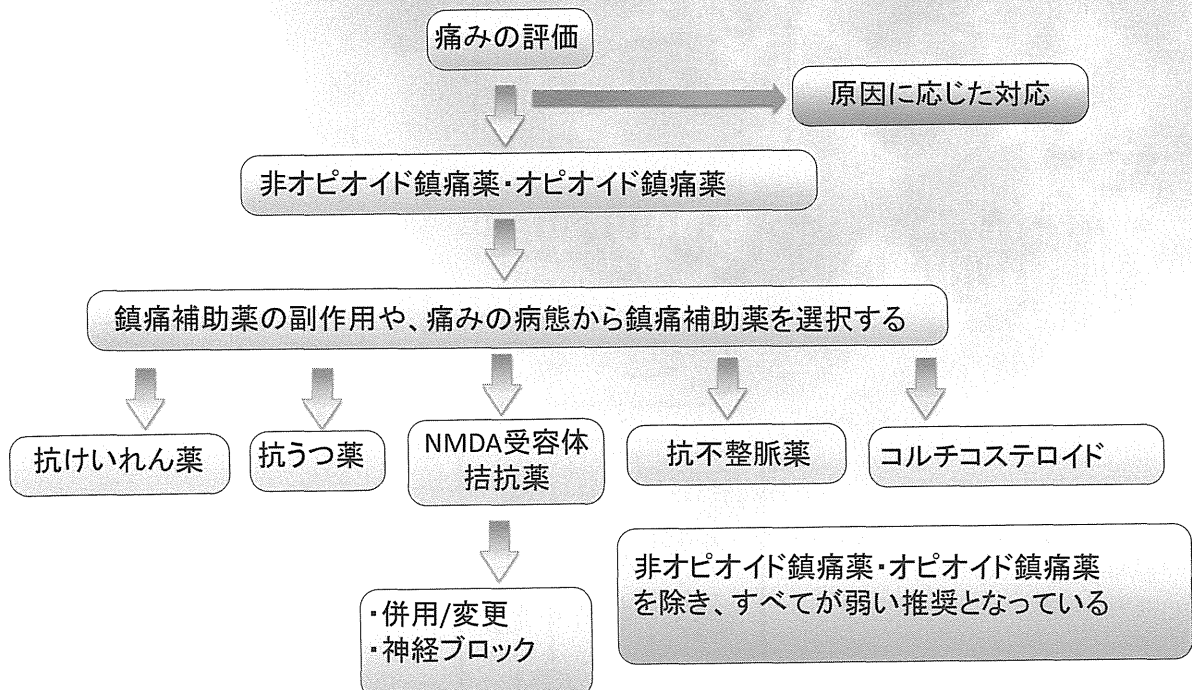 痛みの評価
原因に応じた対応
非オピオイド鎮痛薬・オピオイド鎮痛薬
鎮痛補助薬の副作用や、痛みの病態から鎮痛補助薬を選択する
抗けいれん薬
抗うつ薬
NMDA受容体
拮抗薬
抗不整脈薬
コルチコステロイド
・併用/変更
・神経ブロック
非オピオイド鎮痛薬・オピオイド鎮痛薬
を除き、すべてが弱い推奨となっている